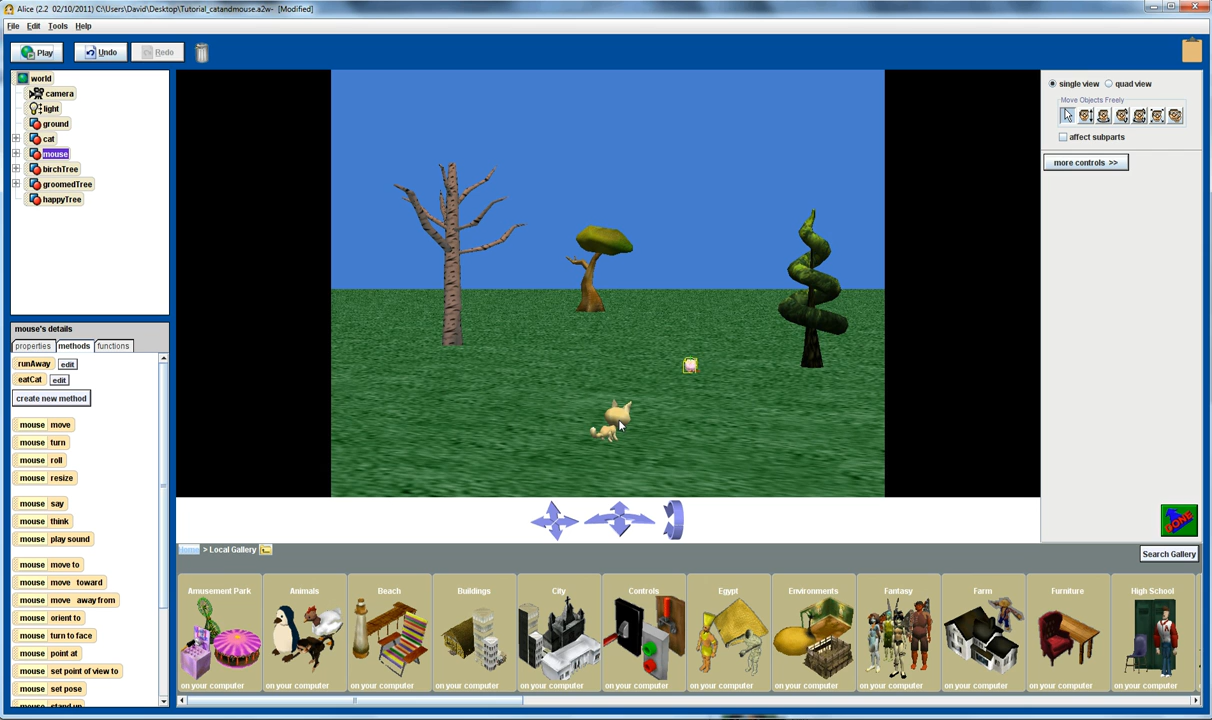 Alice (2.2 02/10/2011) C:\Users\David\Desktop\Tutorial_catandmouse.a2w- [Modified]
File Edit Tools Help
Play Undo Redo
world
camera
light
ground
cat
mouse
birchTree
groomedTree
happyTree
single view quad view
Move Objects Freely
affect subparts
more controls >>
mouse's details
properties methods functions
runAway edit
eatCat edit
create new method
mouse move
mouse turn
mouse roll
mouse resize
mouse say
mouse think
mouse play sound
mouse move to
mouse move toward
mouse move away from
mouse orient to
mouse turn to face
mouse point at
mouse set point of view to
mouse set pose
mouse stand up
DONE
Home > Local Gallery
Search Gallery
Amusement Park Animals Beach Buildings City Controls Egypt Environments Fantasy Farm Furniture High School
on your computer on your computer on your computer on your computer on your computer on your computer on your computer on your computer on your computer on your computer on your computer on your computer